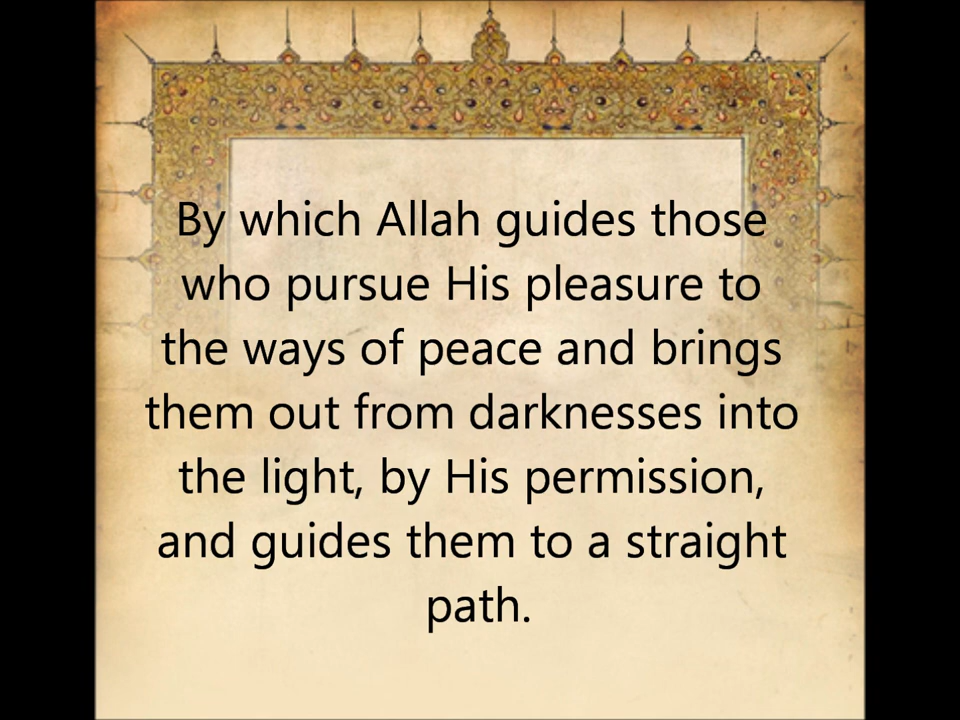 By which Allah guides those
who pursue His pleasure to
the ways of peace and brings
them out from darknesses into
the light, by His permission,
and guides them to a straight
path.